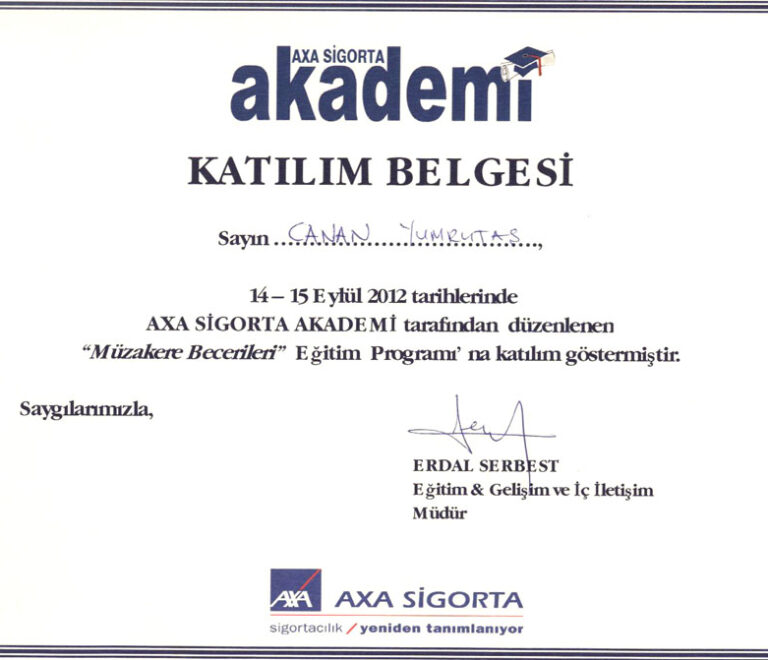 AXA SİGORTA
akademi
KATILIM BELGESİ
Sayın ..CANAN YUMRUTAS..,
14 – 15 Eylül 2012 tarihlerinde
AXA SİGORTA AKADEMİ tarafından düzenlenen
“Müzakere Becerileri” Eğitim Programı’ na katılım göstermiştir.
Saygılarımızla,
ERDAL SERBEST
Eğitim & Gelişim ve İç İletişim
Müdür
AXA AXA SİGORTA
sigortacılık / yeniden tanımlanıyor